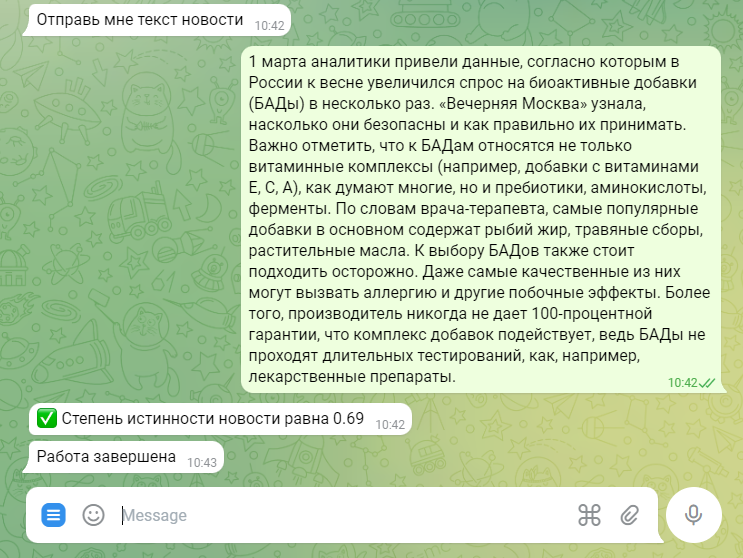 Отправь мне текст новости 10:42
1 марта аналитики привели данные, согласно которым в
России к весне увеличился спрос на биоактивные добавки
(БАДы) в несколько раз. «Вечерняя Москва» узнала,
насколько они безопасны и как правильно их принимать.
Важно отметить, что к БАДам относятся не только
витаминные комплексы (например, добавки с витаминами
Е, С, А), как думают многие, но и пребиотики, аминокислоты,
ферменты. По словам врача-терапевта, самые популярные
добавки в основном содержат рыбий жир, травяные сборы,
растительные масла. К выбору БАДов также стоит
подходить осторожно. Даже самые качественные из них
могут вызвать аллергию и другие побочные эффекты. Более
того, производитель никогда не дает 100-процентной
гарантии, что комплекс добавок подействует, ведь БАДы не
проходят длительных тестирований, как, например,
лекарственные препараты.
10:42
✅ Степень истинности новости равна 0.69 10:42
Работа завершена 10:43
Message